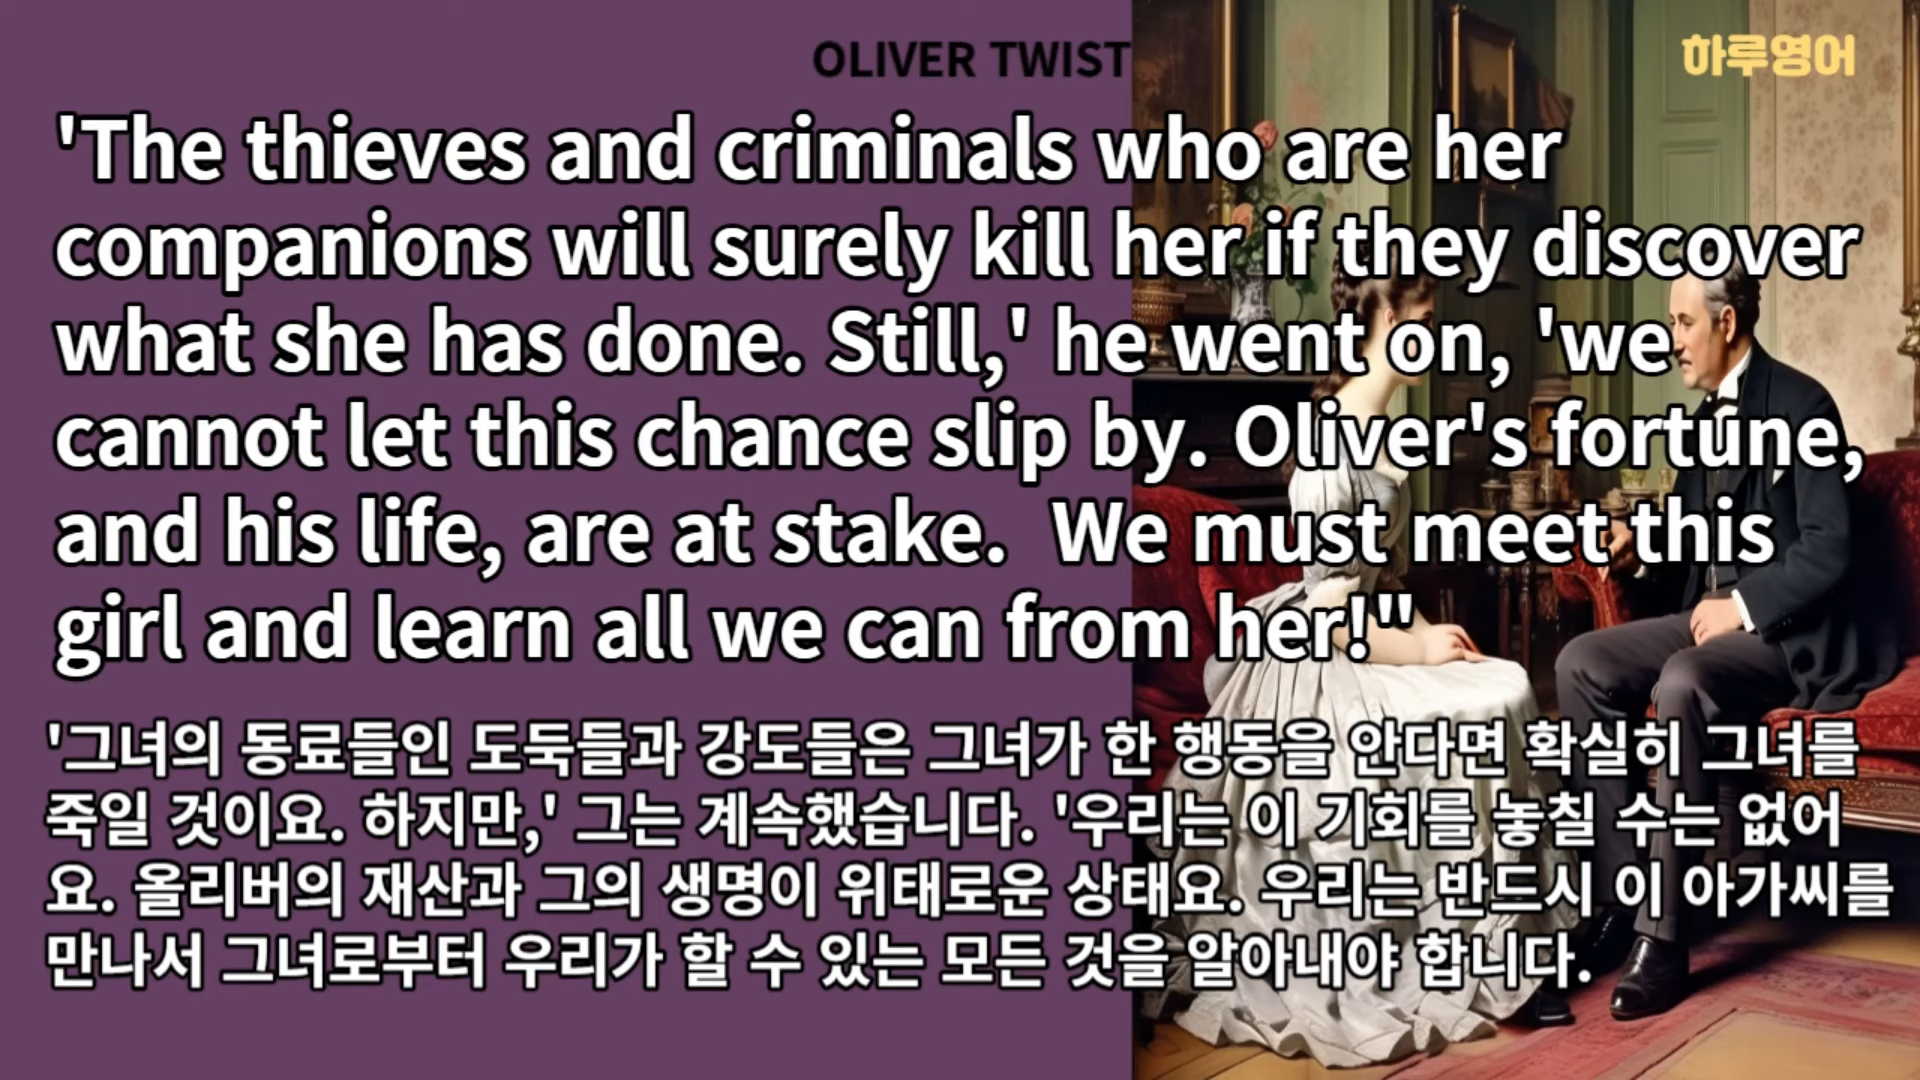 OLIVER TWIST
하루영어
'The thieves and criminals who are her
companions will surely kill her if they discover
what she has done. Still,' he went on, 'we
cannot let this chance slip by. Oliver's fortune,
and his life, are at stake.  We must meet this
girl and learn all we can from her!"
'그녀의 동료들인 도둑들과 강도들은 그녀가 한 행동을 안다면 확실히 그녀를
죽일 것이요. 하지만,' 그는 계속했습니다. '우리는 이 기회를 놓칠 수는 없어
요. 올리버의 재산과 그의 생명이 위태로운 상태요. 우리는 반드시 이 아가씨를
만나서 그녀로부터 우리가 할 수 있는 모든 것을 알아내야 합니다.